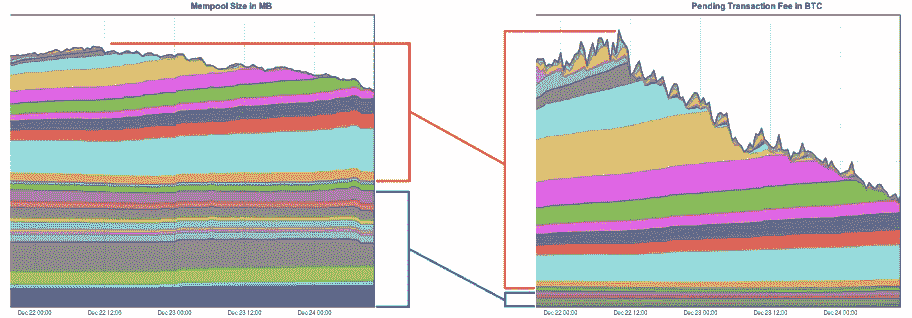 Mempool Size in MB
Pending Transaction Fee in BTC
Dec 22 00:00 Dec 22 12:00 Dec 23 00:00 Dec 23 12:00 Dec 24 00:00
Dec 22 00:00 Dec 22 12:00 Dec 23 00:00 Dec 23 12:00 Dec 24 00:00